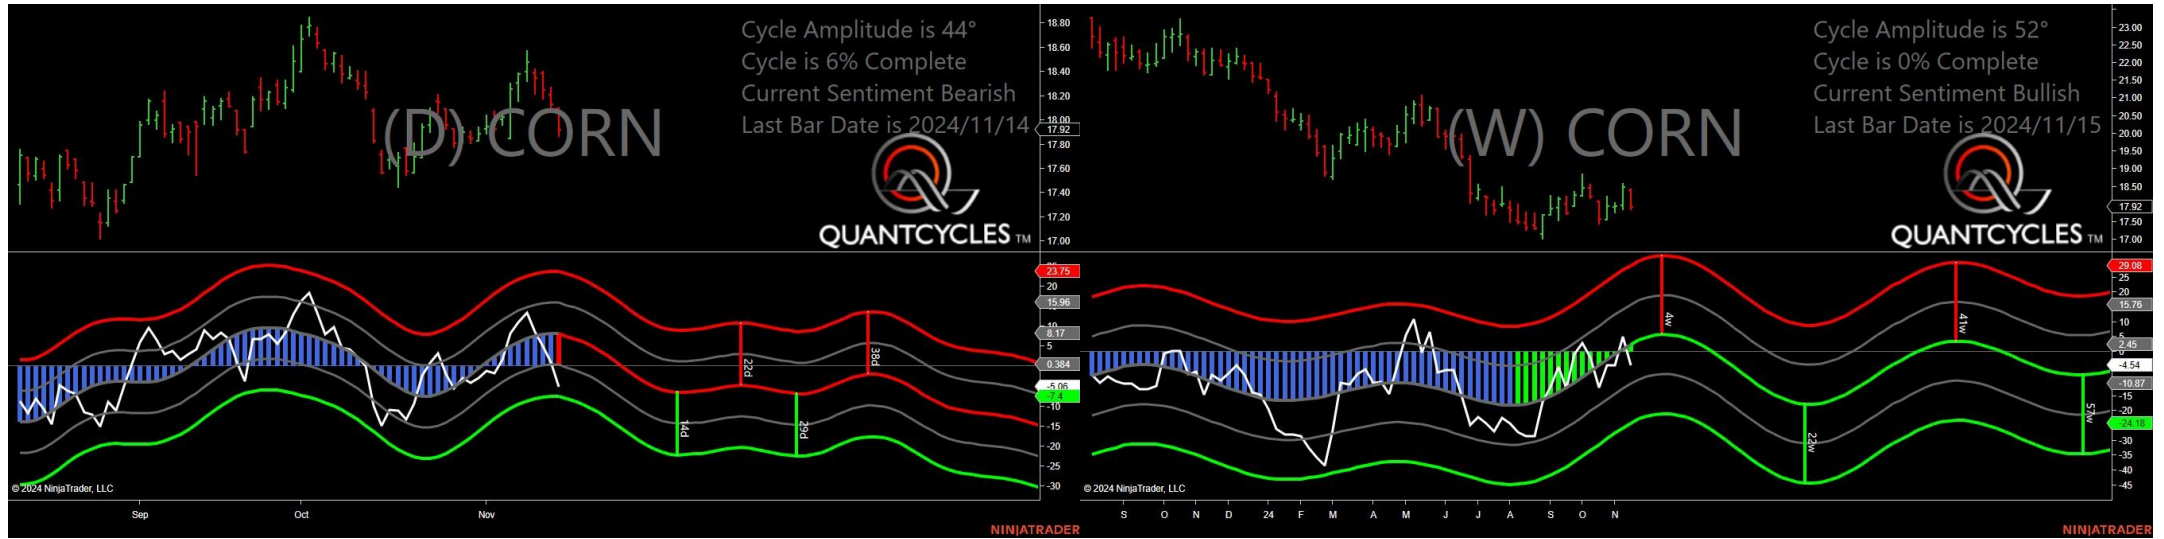 Cycle Amplitude is 44°
Cycle is 6% Complete
Current Sentiment Bearish
Last Bar Date is 2024/11/14
(D) CORN
QUANTCYCLES TM
18.80
18.60
18.40
18.20
18.00
17.92
17.80
17.60
17.40
17.20
17.00
23.75
20
15.96
10
8.17
5
0.384
-5.06
-7.4
-10
-15
-20
-25
-30
14d
22d
29d
38d
© 2024 NinjaTrader, LLC
Sep
Oct
Nov
NINJATRADER
Cycle Amplitude is 52°
Cycle is 0% Complete
Current Sentiment Bullish
Last Bar Date is 2024/11/15
(W) CORN
QUANTCYCLES TM
23.00
22.50
22.00
21.50
21.00
20.50
20.00
19.50
19.00
18.50
17.92
17.50
17.00
29.08
25
20
15.76
10
5
2.45
0
-4.54
-10.87
-15
-20
-24.18
-30
-35
-40
-45
4w
22w
41w
57w
© 2024 NinjaTrader, LLC
S O N D 24 F M A M J J A S O N
NINJATRADER